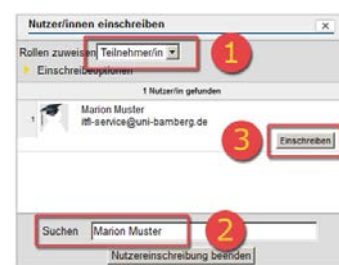 Nutzer/innen einschreiben X
Rollen zuweisen Teilnehmer/in 1
Einschreibeoptionen
1 Nutzer/in gefunden
1 Marion Muster
itfl-service@uni-bamberg.de
3 Einschreiben
Suchen Marion Muster 2
Nutzereinschreibung beenden